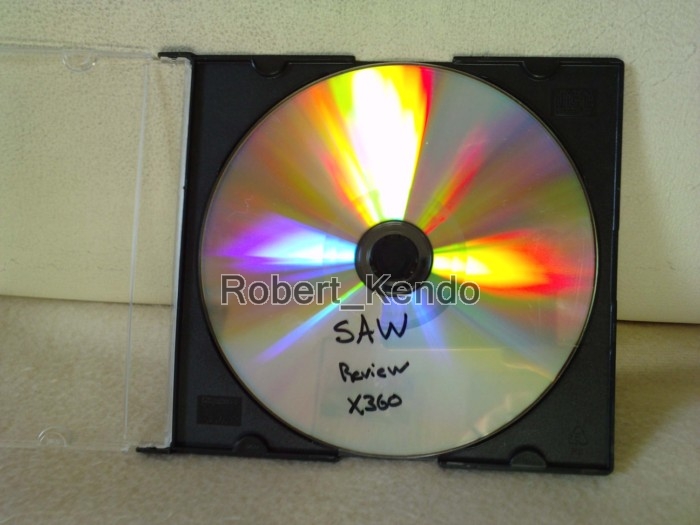 Robert_Kendo
SAW
Review
X360